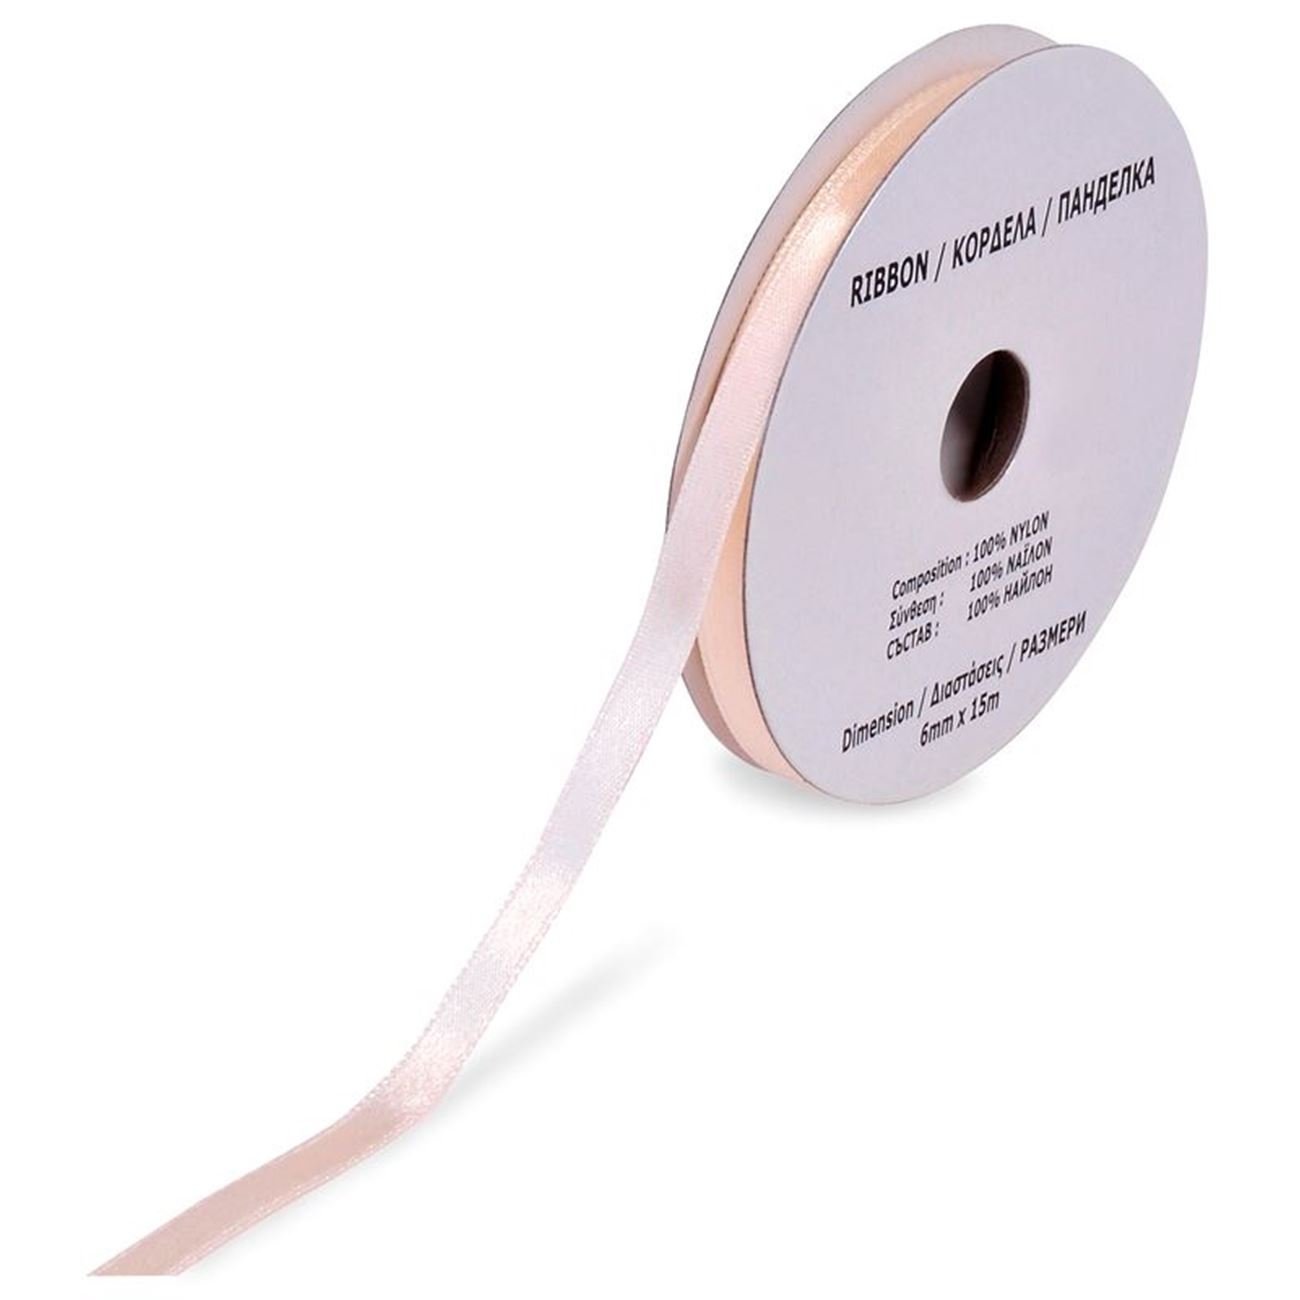 RIBBON / ΚΟΡΔΕΛΑ / ПАНДЕЛКА
Composition : 100% NYLON
Σύνθεση : 100% ΝΑΪΛΟΝ
СЪСТАВ : 100% НАЙЛОН
Dimension / Διαστάσεις / РАЗМЕРИ
6mm x 15m